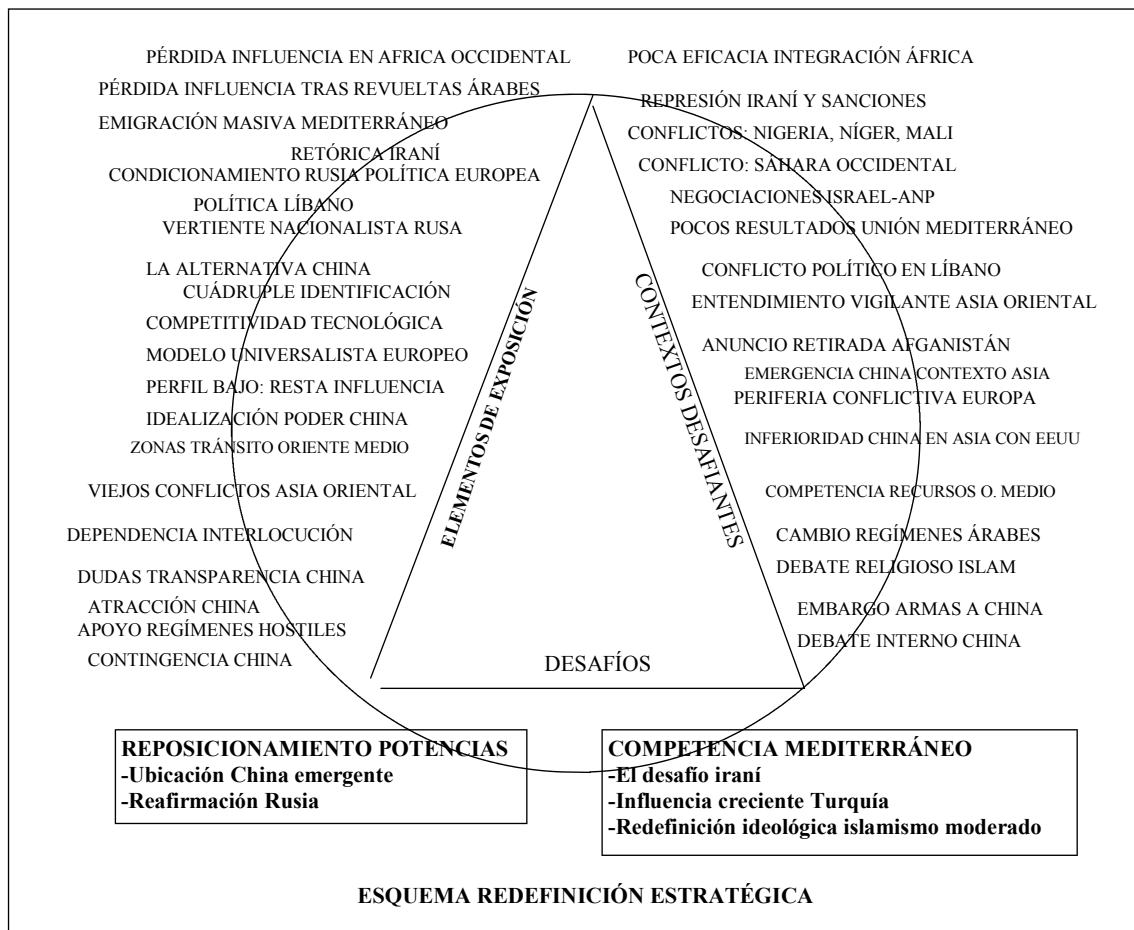 PÉRDIDA INFLUENCIA EN AFRICA OCCIDENTAL
PÉRDIDA INFLUENCIA TRAS REVUELTAS ÁRABES
EMIGRACIÓN MASIVA MEDITERRÁNEO
RETÓRICA IRANÍ
CONDICIONAMIENTO RUSIA POLÍTICA EUROPEA
POLÍTICA LÍBANO
VERTIENTE NACIONALISTA RUSA
LA ALTERNATIVA CHINA
CUÁDRUPLE IDENTIFICACIÓN
COMPETITIVIDAD TECNOLÓGICA
MODELO UNIVERSALISTA EUROPEO
PERFIL BAJO: RESTA INFLUENCIA
IDEALIZACIÓN PODER CHINA
ZONAS TRÁNSITO ORIENTE MEDIO
VIEJOS CONFLICTOS ASIA ORIENTAL
DEPENDENCIA INTERLOCUCIÓN
DUDAS TRANSPARENCIA CHINA
ATRACCIÓN CHINA
APOYO REGÍMENES HOSTILES
CONTINGENCIA CHINA
ELEMENTOS DE EXPOSICIÓN
CONTEXTOS DESAFIANTES
DESAFÍOS
POCA EFICACIA INTEGRACIÓN ÁFRICA
REPRESIÓN IRANÍ Y SANCIONES
CONFLICTOS: NIGERIA, NÍGER, MALI
CONFLICTO: SÁHARA OCCIDENTAL
NEGOCIACIONES ISRAEL-ANP
POCOS RESULTADOS UNIÓN MEDITERRÁNEO
CONFLICTO POLÍTICO EN LÍBANO
ENTENDIMIENTO VIGILANTE ASIA ORIENTAL
ANUNCIO RETIRADA AFGANISTÁN
EMERGENCIA CHINA CONTEXTO ASIA
PERIFERIA CONFLICTIVA EUROPA
INFERIORIDAD CHINA EN ASIA CON EEUU
COMPETENCIA RECURSOS O. MEDIO
CAMBIO REGÍMENES ÁRABES
DEBATE RELIGIOSO ISLAM
EMBARGO ARMAS A CHINA
DEBATE INTERNO CHINA
REPOSICIONAMIENTO POTENCIAS
-Ubicación China emergente
-Reafirmación Rusia
COMPETENCIA MEDITERRÁNEO
-El desafío iraní
-Influencia creciente Turquía
-Redefinición ideológica islamismo moderado
ESQUEMA REDEFINICIÓN ESTRATÉGICA